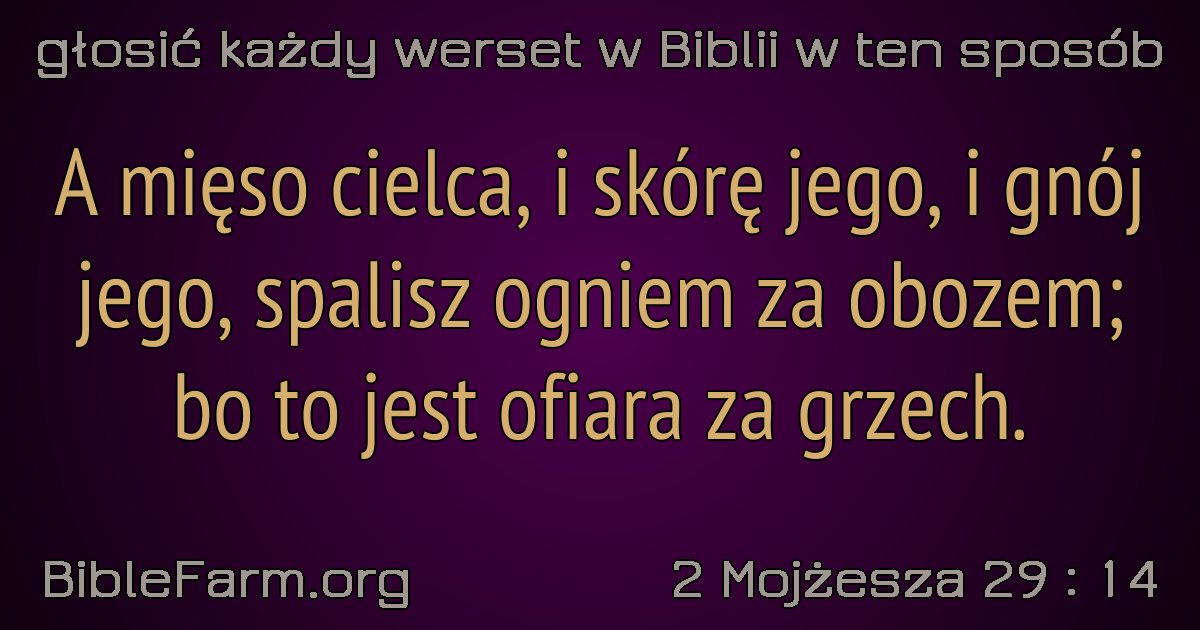 głosić każdy werset w Biblii w ten sposób
A mięso cielca, i skórę jego, i gnój
jego, spalisz ogniem za obozem;
bo to jest ofiara za grzech.
BibleFarm.org
2 Mojżesza 29 : 14